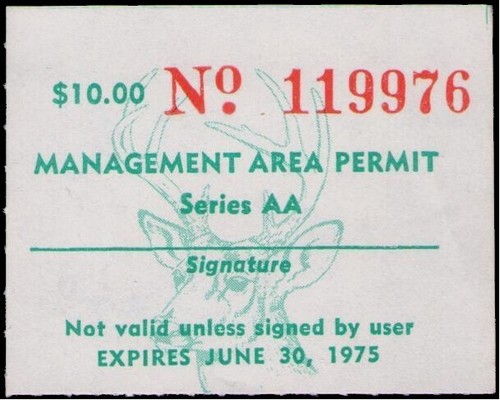 $10.00 No. 119976
MANAGEMENT AREA PERMIT
Series AA
Signature
Not valid unless signed by user
EXPIRES JUNE 30, 1975